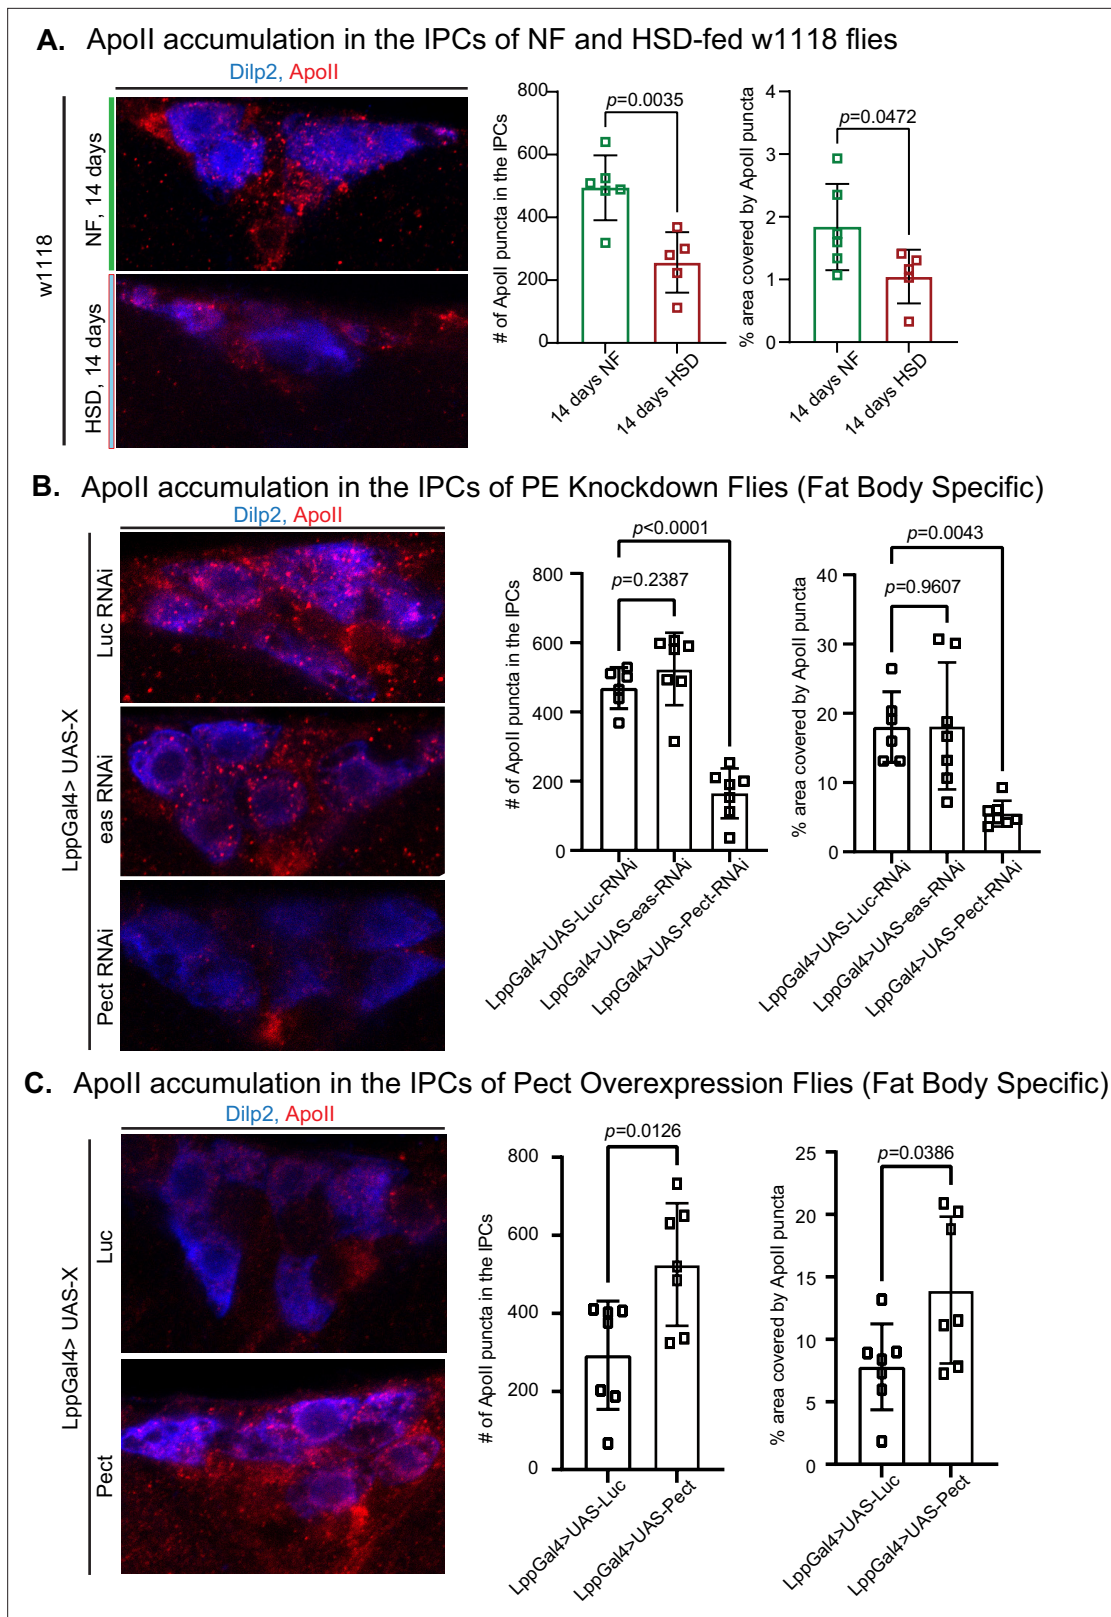 A. ApoII accumulation in the IPCs of NF and HSD-fed w1118 flies
Dilp2, ApoII
w1118
NF, 14 days
HSD, 14 days
# of ApoII puncta in the IPCs
800
600
400
200
0
p=0.0035
14 days NF
14 days HSD
% area covered by ApoII puncta
4
3
2
1
0
p=0.0472
14 days NF
14 days HSD
B. ApoII accumulation in the IPCs of PE Knockdown Flies (Fat Body Specific)
Dilp2, ApoII
LppGal4> UAS-X
Luc RNAi
eas RNAi
Pect RNAi
# of ApoII puncta in the IPCs
800
600
400
200
0
p<0.0001
p=0.2387
LppGal4>UAS-Luc-RNAi
LppGal4>UAS-eas-RNAi
LppGal4>UAS-Pect-RNAi
% area covered by ApoII puncta
40
30
20
10
0
p=0.0043
p=0.9607
LppGal4>UAS-Luc-RNAi
LppGal4>UAS-eas-RNAi
LppGal4>UAS-Pect-RNAi
C. ApoII accumulation in the IPCs of Pect Overexpression Flies (Fat Body Specific)
Dilp2, ApoII
LppGal4> UAS-X
Luc
Pect
# of ApoII puncta in the IPCs
800
600
400
200
0
p=0.0126
LppGal4>UAS-Luc
LppGal4>UAS-Pect
% area covered by ApoII puncta
25
20
15
10
5
0
p=0.0386
LppGal4>UAS-Luc
LppGal4>UAS-Pect